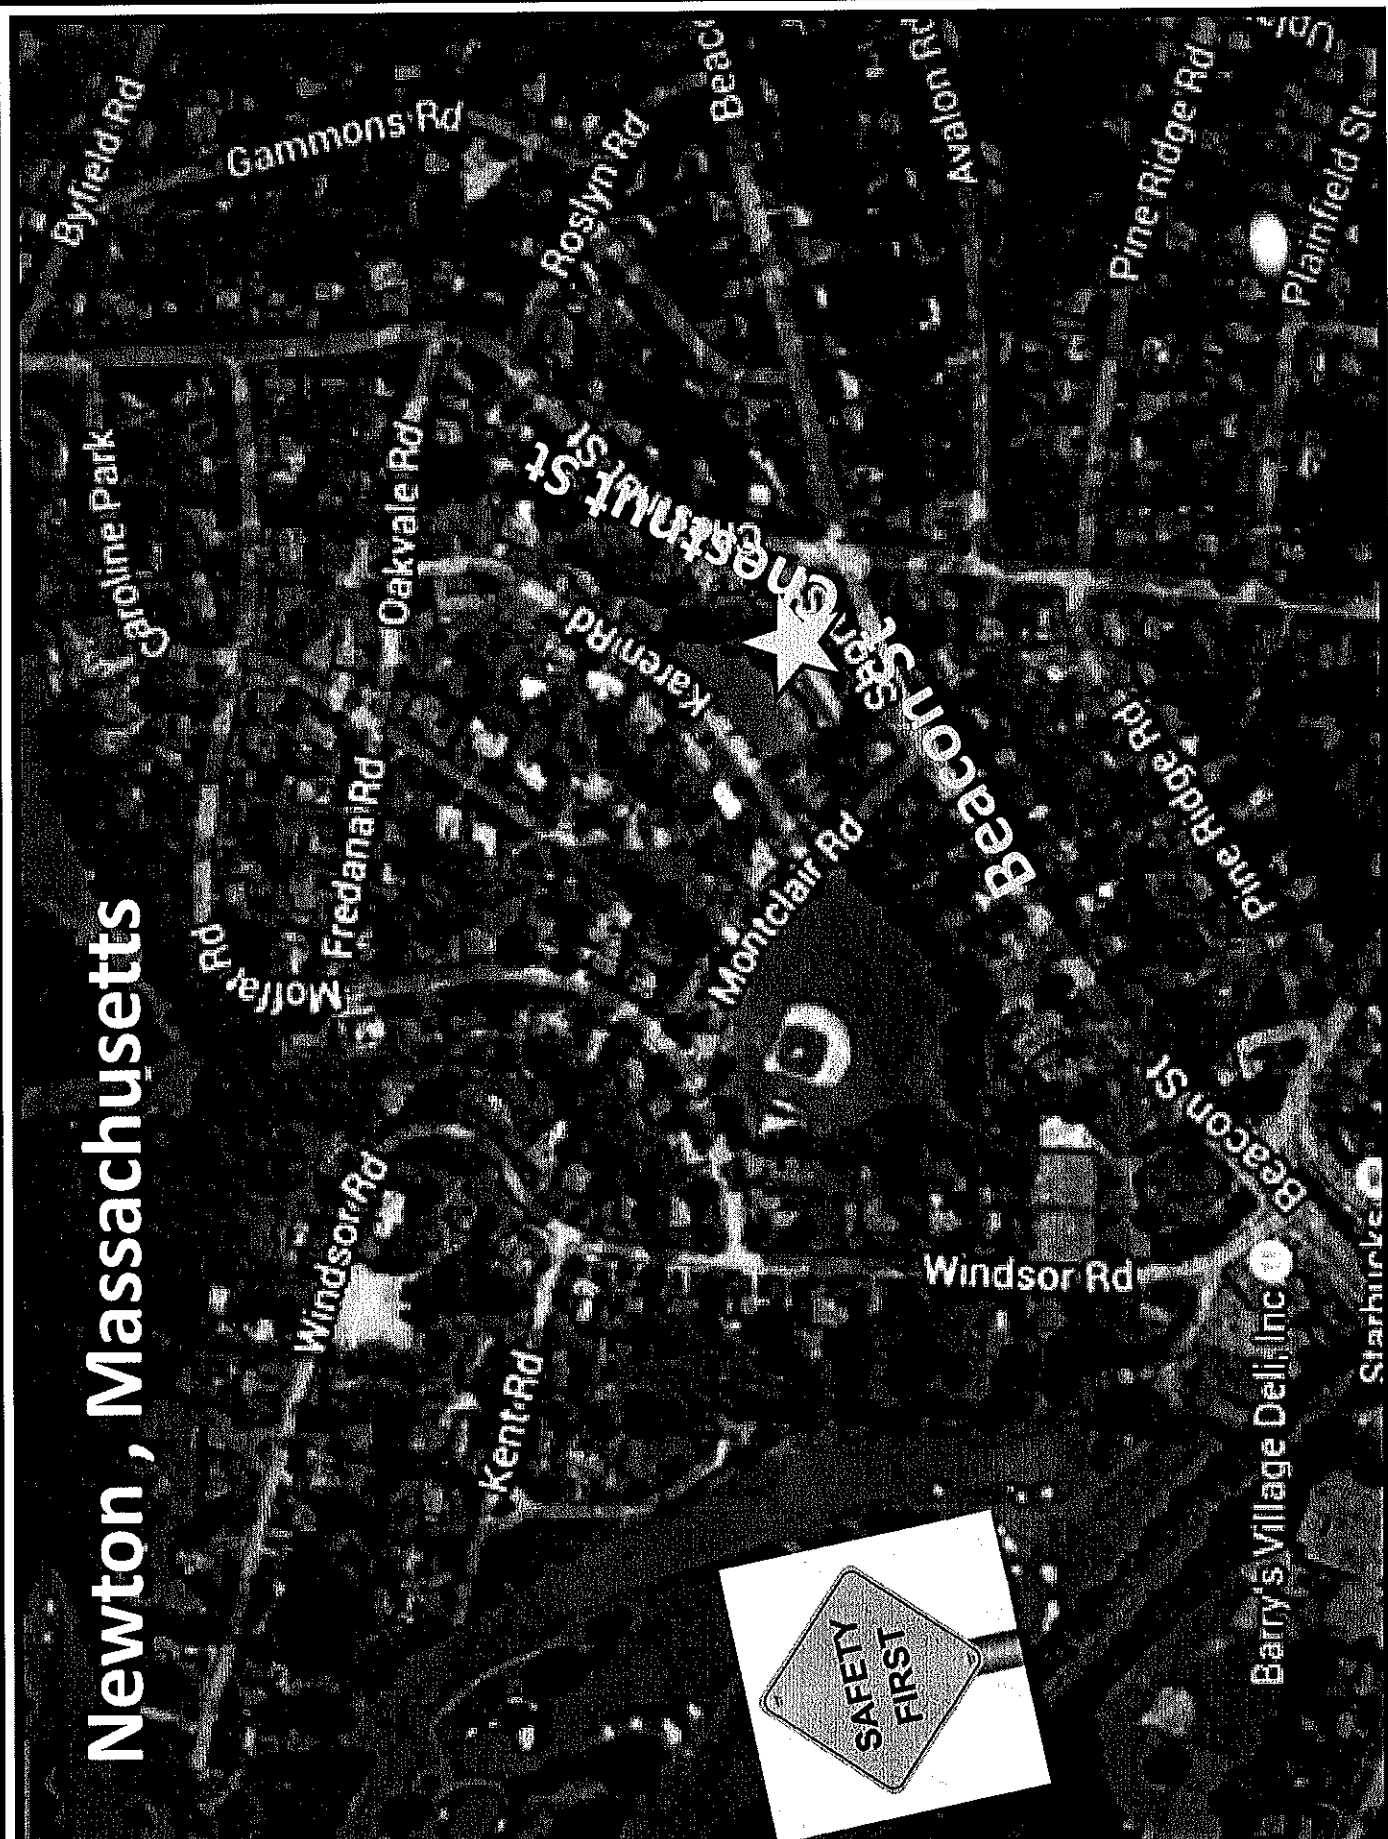 Newton , Massachusetts
Byfield Rd
Gammons Rd
Roslyn Rd
Avalon Rd
Pine Ridge Rd
Plainfield St
Caroline Park
Oakvale Rd
Chestnut St
Karen Rd
Beacon St
Fredana Rd
Moffat Rd
Montclair Rd
Pine Ridge Rd
Windsor Rd
Beacon St
Windsor Rd
Kent Rd
Barry's Village Deli, Inc
Starbucks
SAFETY
FIRST